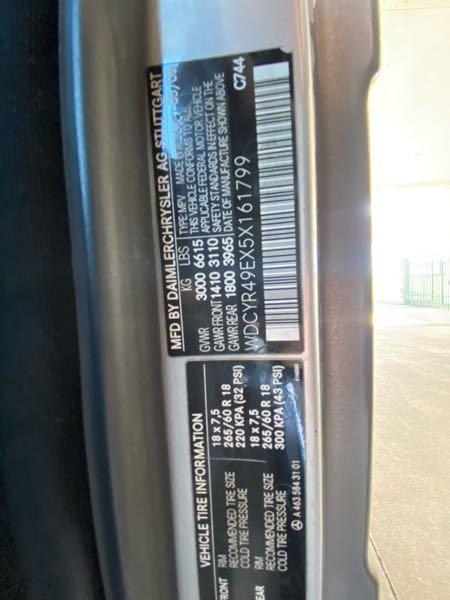 MFD BY DAIMLERCHRYSLER AG STUTTGART
KG LBS TYPE: MPV MADE
GVWR 3000 6615 THIS VEHICLE CONFORMS TO ALL
APPLICABLE FEDERAL MOTOR VEHICLE
GAWR FRONT 1410 3110 SAFETY STANDARDS IN EFFECT ON THE
GAWR REAR 1800 3965 DATE OF MANUFACTURE SHOWN ABOVE
WDCYR49EX5X161799 C744
VEHICLE TIRE INFORMATION
FRONT RIM 18 x 7,5
RECOMMENDED TIRE SIZE 265/60 R 18
COLD TIRE PRESSURE 220 KPA (32 PSI)
REAR RIM 18 x 7,5
RECOMMENDED TIRE SIZE 265/60 R 18
COLD TIRE PRESSURE 300 KPA (43 PSI)
A 463 584 31 01